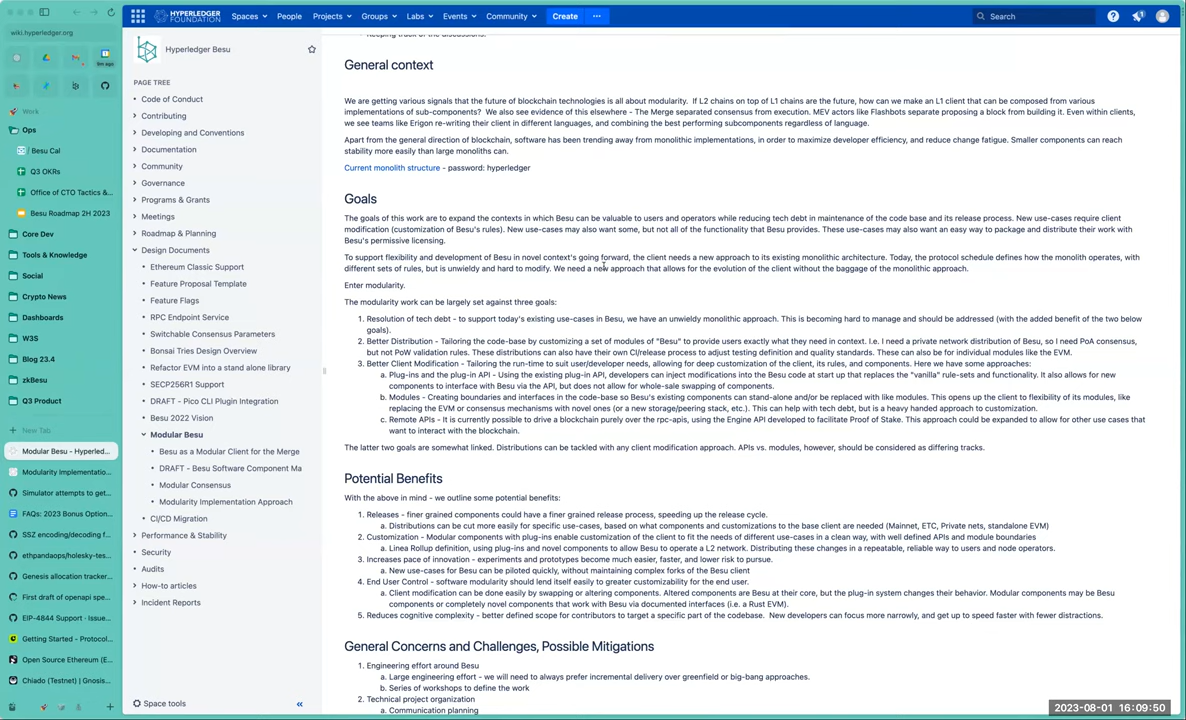 wiki.hyperledger.org
9m ago
Work
Ops
Besu Cal
Q3 OKRs
Office of CTO Tactics &...
Besu Roadmap 2H 2023
Core Dev
Tools & Knowledge
Social
Crypto News
Dashboards
W3S
Blog 23.4
zkBesu
Q3 Product
New Tab
Modular Besu - Hyperled...
Modularity Implementatio...
Simulator attempts to get...
FAQs: 2023 Bonus Option...
SSZ encoding/decoding f...
ethpandaops/holesky-tes...
Genesis allocation tracker...
First draft of openapi spe...
EIP-4844 Support · Issue...
Getting Started - Protocol...
Open Source Ethereum (E...
Chiado (Testnet) | Gnosis...
HYPERLEDGER
FOUNDATION
Spaces
People
Projects
Groups
Labs
Events
Community
Create
Search
Hyperledger Besu
PAGE TREE
Code of Conduct
Contributing
Developing and Conventions
Documentation
Community
Governance
Programs & Grants
Meetings
Roadmap & Planning
Design Documents
Ethereum Classic Support
Feature Proposal Template
Feature Flags
RPC Endpoint Service
Switchable Consensus Parameters
Bonsai Tries Design Overview
Refactor EVM into a stand alone library
SECP256R1 Support
DRAFT - Pico CLI Plugin Integration
Besu 2022 Vision
Modular Besu
Besu as a Modular Client for the Merge
DRAFT - Besu Software Component Ma
Modular Consensus
Modularity Implementation Approach
CI/CD Migration
Performance & Stability
Security
Audits
How-to articles
Incident Reports
Space tools
Keeping track of the discussions.
General context
We are getting various signals that the future of blockchain technologies is all about modularity. If L2 chains on top of L1 chains are the future, how can we make an L1 client that can be composed from various
implementations of sub-components? We also see evidence of this elsewhere - The Merge separated consensus from execution. MEV actors like Flashbots separate proposing a block from building it. Even within clients,
we see teams like Erigon re-writing their client in different languages, and combining the best performing subcomponents regardless of language.
Apart from the general direction of blockchain, software has been trending away from monolithic implementations, in order to maximize developer efficiency, and reduce change fatigue. Smaller components can reach
stability more easily than large monoliths can.
Current monolith structure - password: hyperledger
Goals
The goals of this work are to expand the contexts in which Besu can be valuable to users and operators while reducing tech debt in maintenance of the code base and its release process. New use-cases require client
modification (customization of Besu's rules). New use-cases may also want some, but not all of the functionality that Besu provides. These use-cases may also want an easy way to package and distribute their work with
Besu's permissive licensing.
To support flexibility and development of Besu in novel context's going forward, the client needs a new approach to its existing monolithic architecture. Today, the protocol schedule defines how the monolith operates, with
different sets of rules, but is unwieldy and hard to modify. We need a new approach that allows for the evolution of the client without the baggage of the monolithic approach.
Enter modularity.
The modularity work can be largely set against three goals:
1. Resolution of tech debt - to support today's existing use-cases in Besu, we have an unwieldy monolithic approach. This is becoming hard to manage and should be addressed (with the added benefit of the two below
goals).
2. Better Distribution - Tailoring the code-base by customizing a set of modules of "Besu" to provide users exactly what they need in context. I.e. I need a private network distribution of Besu, so I need PoA consensus,
but not PoW validation rules. These distributions can also have their own CI/release process to adjust testing definition and quality standards. These can also be for individual modules like the EVM.
3. Better Client Modification - Tailoring the run-time to suit user/developer needs, allowing for deep customization of the client, its rules, and components. Here we have some approaches:
a. Plug-ins and the plug-in API - Using the existing plug-in API, developers can inject modifications into the Besu code at start up that replaces the "vanilla" rule-sets and functionality. It also allows for new
components to interface with Besu via the API, but does not allow for whole-sale swapping of components.
b. Modules - Creating boundaries and interfaces in the code-base so Besu's existing components can stand-alone and/or be replaced with like modules. This opens up the client to flexibility of its modules, like
replacing the EVM or consensus mechanisms with novel ones (or a new storage/peering stack, etc.). This can help with tech debt, but is a heavy handed approach to customization.
c. Remote APIs - It is currently possible to drive a blockchain purely over the rpc-apis, using the Engine API developed to facilitate Proof of Stake. This approach could be expanded to allow for other use cases that
want to interact with the blockchain.
The latter two goals are somewhat linked. Distributions can be tackled with any client modification approach. APIs vs. modules, however, should be considered as differing tracks.
Potential Benefits
With the above in mind - we outline some potential benefits:
1. Releases - finer grained components could have a finer grained release process, speeding up the release cycle.
a. Distributions can be cut more easily for specific use-cases, based on what components and customizations to the base client are needed (Mainnet, ETC, Private nets, standalone EVM)
2. Customization - Modular components with plug-ins enable customization of the client to fit the needs of different use-cases in a clean way, with well defined APIs and module boundaries
a. Linea Rollup definition, using plug-ins and novel components to allow Besu to operate a L2 network. Distributing these changes in a repeatable, reliable way to users and node operators.
3. Increases pace of innovation - experiments and prototypes become much easier, faster, and lower risk to pursue.
a. New use-cases for Besu can be piloted quickly, without maintaining complex forks of the Besu client
4. End User Control - software modularity should lend itself easily to greater customizability for the end user.
a. Client modification can be done easily by swapping or altering components. Altered components are Besu at their core, but the plug-in system changes their behavior. Modular components may be Besu
components or completely novel components that work with Besu via documented interfaces (i.e. a Rust EVM).
5. Reduces cognitive complexity - better defined scope for contributors to target a specific part of the codebase. New developers can focus more narrowly, and get up to speed faster with fewer distractions.
General Concerns and Challenges, Possible Mitigations
1. Engineering effort around Besu
a. Large engineering effort - we will need to always prefer incremental delivery over greenfield or big-bang approaches.
b. Series of workshops to define the work
2. Technical project organization
a. Communication planning
2023-08-01 16:09:50